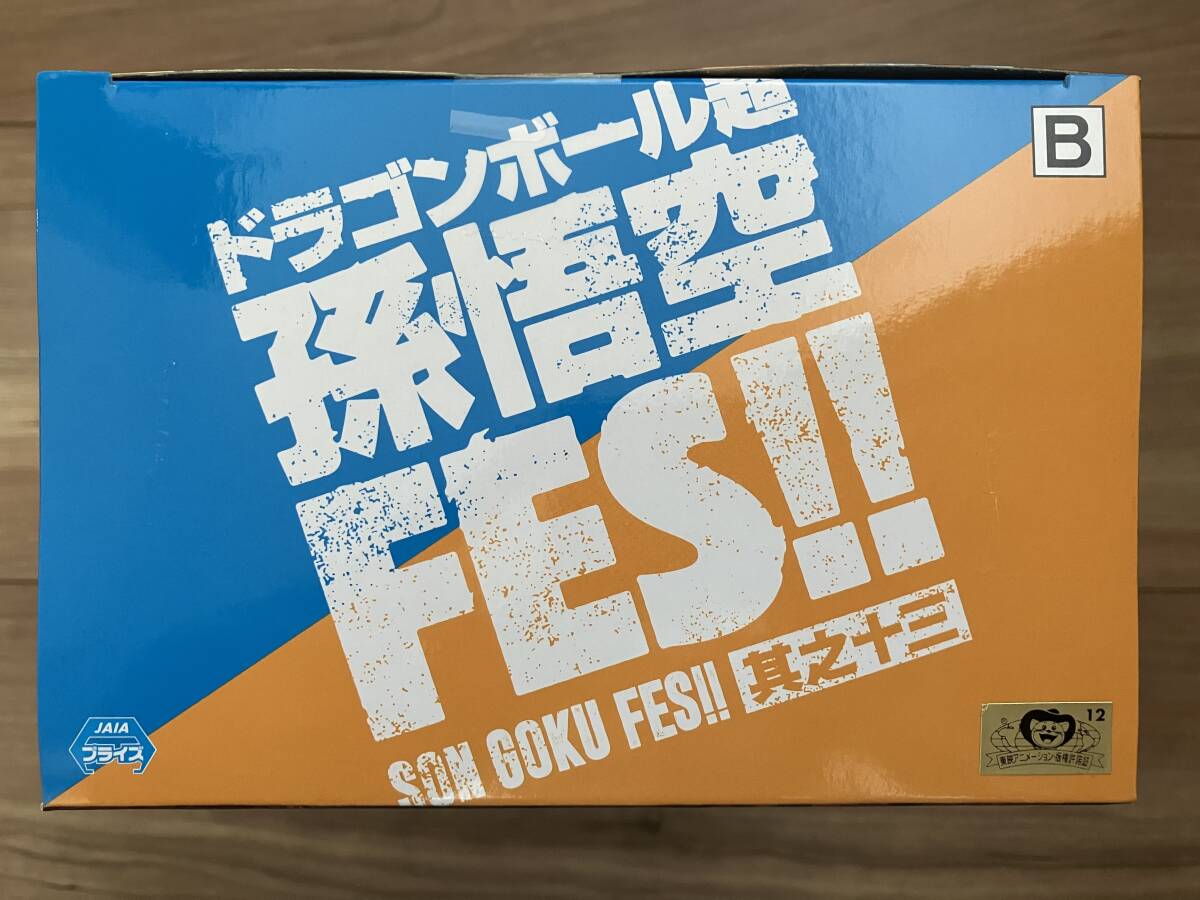 ドラゴンボール超
孫悟空
FES!!
SON GOKU FES!! 其之十三
B
JAIA
プライズ
12
東映アニメーション・版権許諾証